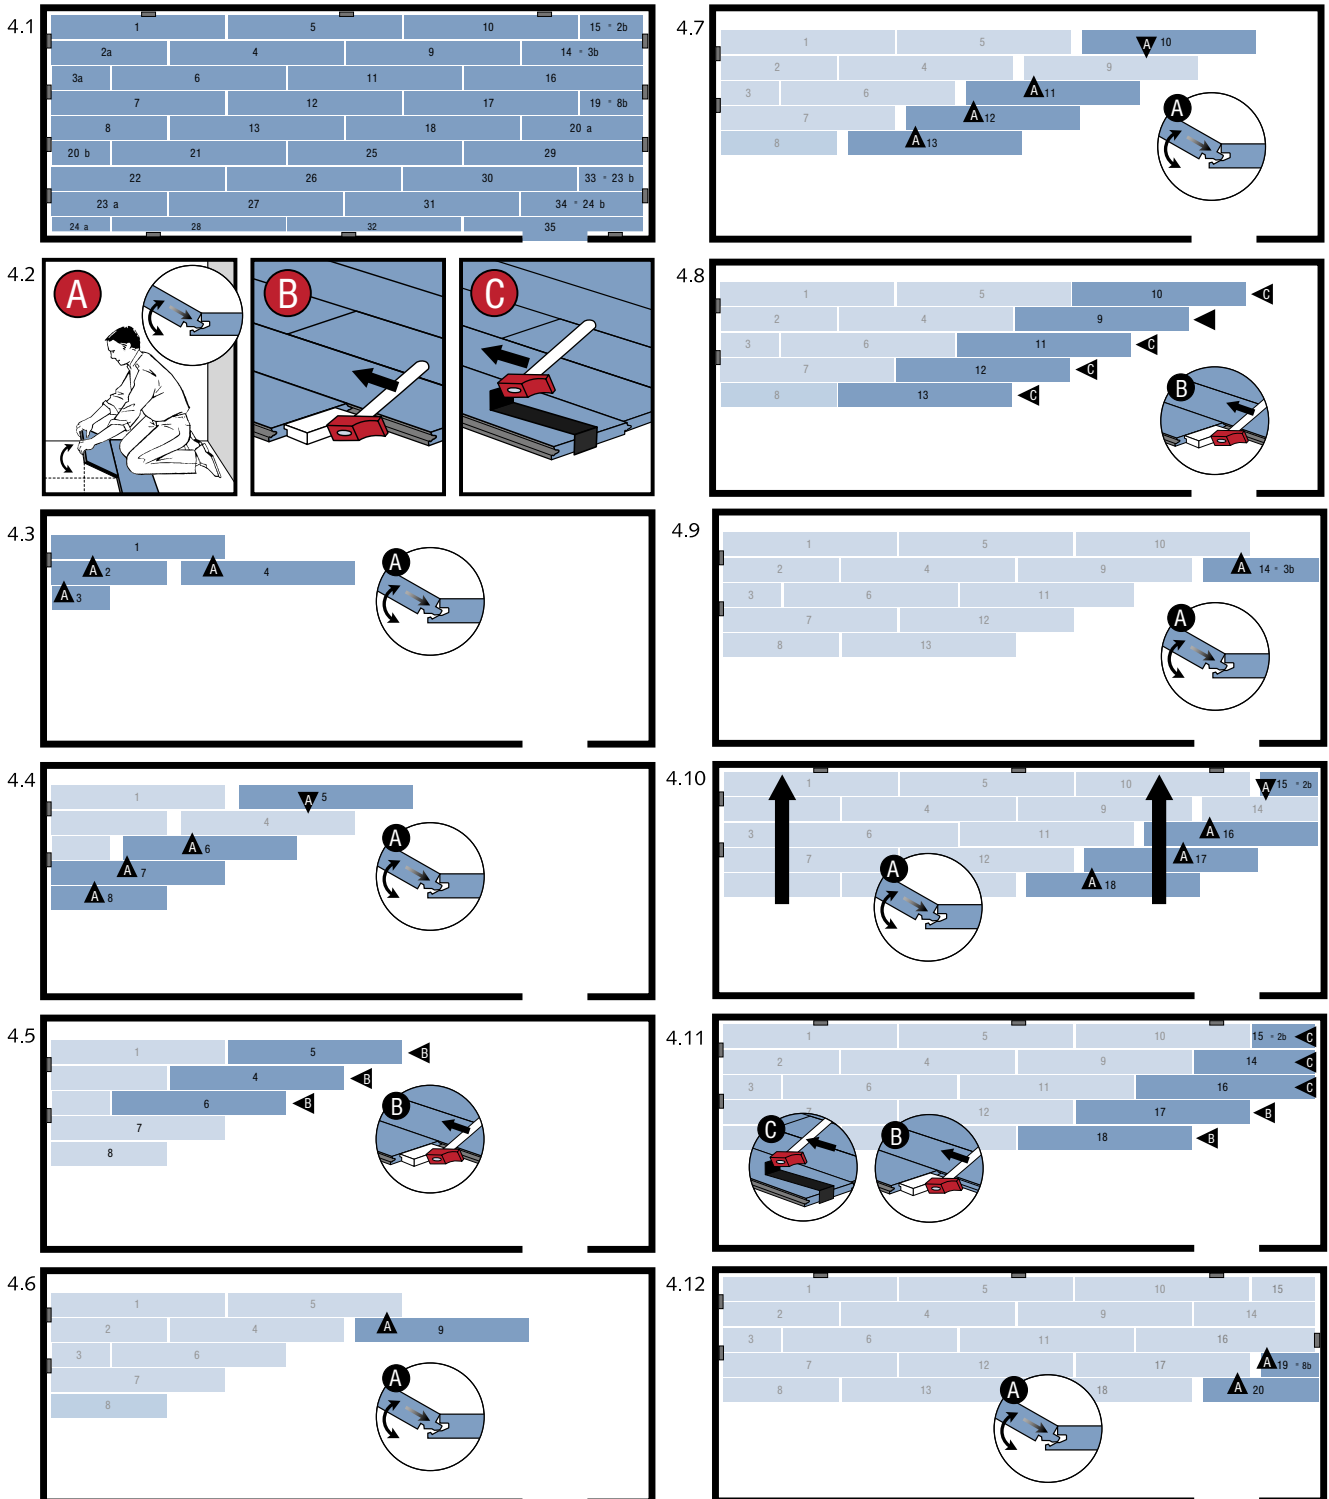 4.1
1 5 10 15 = 2b
2a 4 9 14 = 3b
3a 6 11 16
7 12 17 19 = 8b
8 13 18 20 a
20 b 21 25 29
22 26 30 33 = 23 b
23 a 27 31 34 = 24 b
24 a 28 32 35
4.2
A B C
4.3
1
A 2 A 4
A 3
A
4.4
1 A 5
4
A 6
A 7
A 8
A
4.5
1 5 B
4 B
6 B
7
8
B
4.6
1 5
2 4 A 9
3 6
7
8
A
4.7
1 5 A 10
2 4 9
3 6 A 11
7 A 12
8 A 13
A
4.8
1 5 10 C
2 4 9
3 6 11 C
7 12 C
8 13 C
B
4.9
1 5 10
2 4 9 A 14 = 3b
3 6 11
7 12
8 13
A
4.10
1 5 10 A 15 = 2b
4 9 14
3 6 11 A 16
7 12 A 17
A 18
A
4.11
1 5 10 15 = 2b C
2 4 9 14 C
3 6 11 16 C
7 12 17 B
18 B
C B
4.12
1 5 10 15
2 4 9 14
3 6 11 16
7 12 17 A 19 = 8b
8 13 18 A 20
A